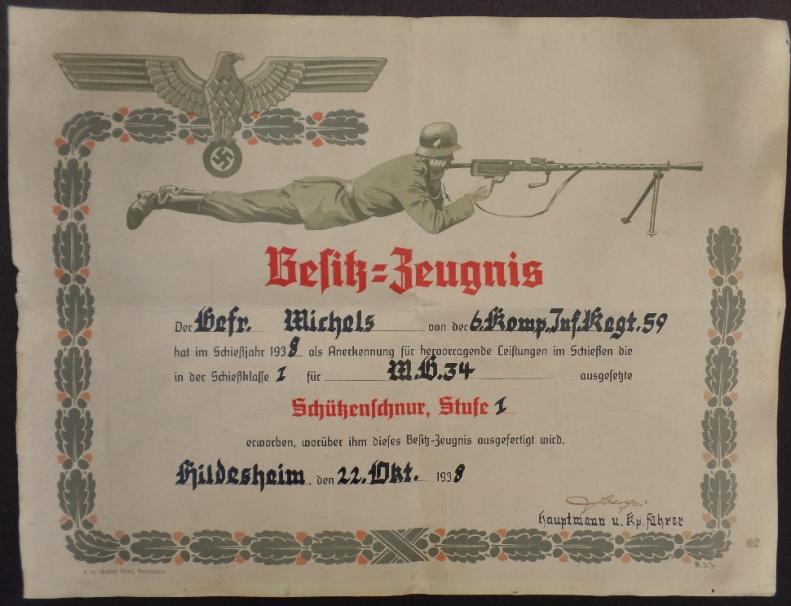 Besitz=Zeugnis
Der Gefr. Michels von der 6.Komp.Inf.Regt.59
hat im Schießjahr 1938 als Anerkennung für hervorragende Leistungen im Schießen die
in der Schießklasse I für M.G.34 ausgesetzte
Schützenschnur, Stufe I
erworben, worüber ihm dieses Besitz-Zeugnis ausgefertigt wird.
Hildesheim, den 22.Okt. 1938
Hauptmann u. Kp. Führer